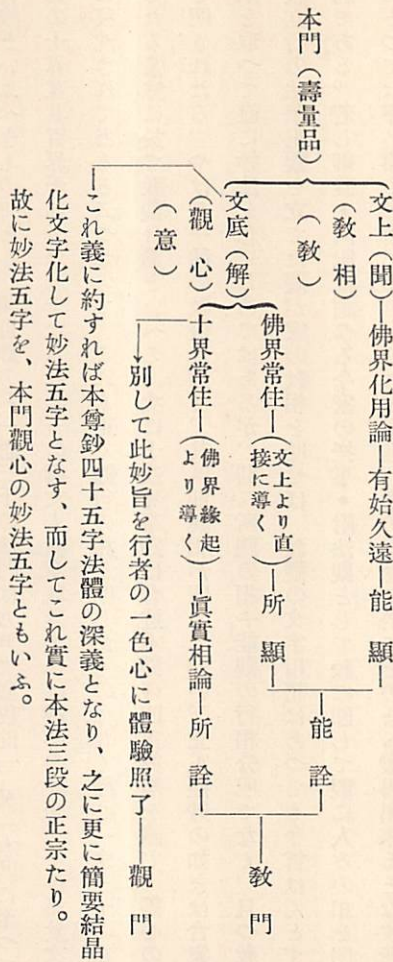 本門（壽量品）
文上（聞）―佛界化用論―有始久遠―能顯
（敎相）
（敎）
能詮
敎門
佛界常住―（文上より直接に導く）―所顯
文底（解）
（觀心）
（意）
十界常住―（佛界緣起より導く）―眞實相論―所詮
別して此妙旨を行者の一色心に體驗照了――觀門
これ義に約すれば本尊鈔四十五字法體の深義となり、之に更に簡要結晶
化文字化して妙法五字となす、而してこれ實に本法三段の正宗たり。
故に妙法五字を、本門觀心の妙法五字ともいふ。